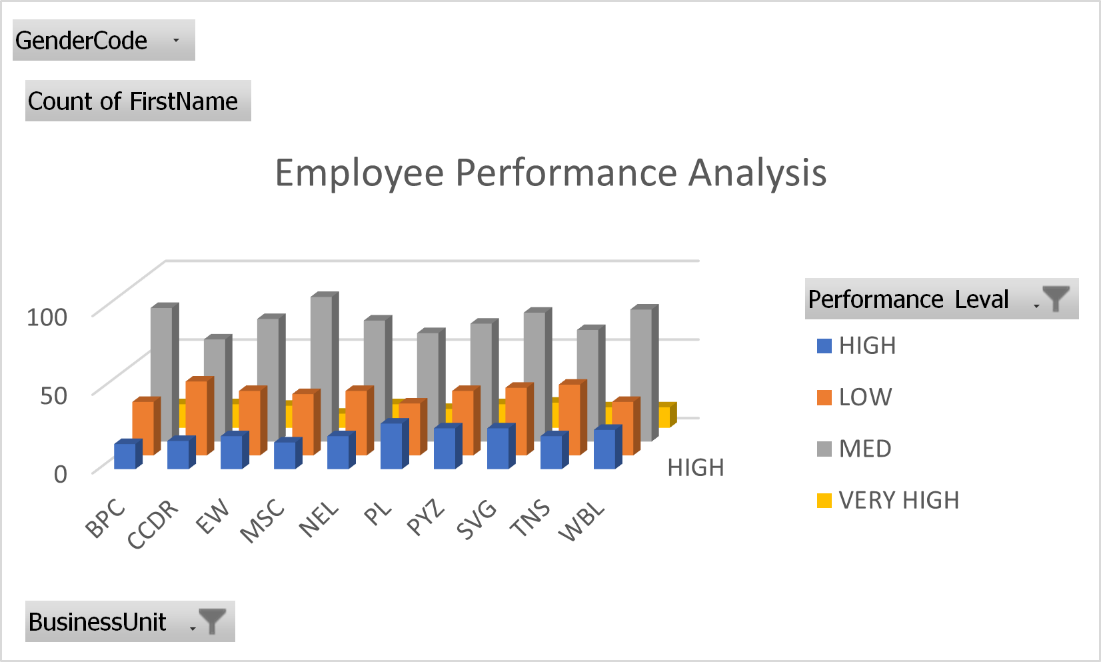 GenderCode
Count of FirstName
Employee Performance Analysis
100
50
0
HIGH
BPC
CCDR
EW
MSC
NEL
PL
PYZ
SVG
TNS
WBL
Performance Leval
HIGH
LOW
MED
VERY HIGH
BusinessUnit